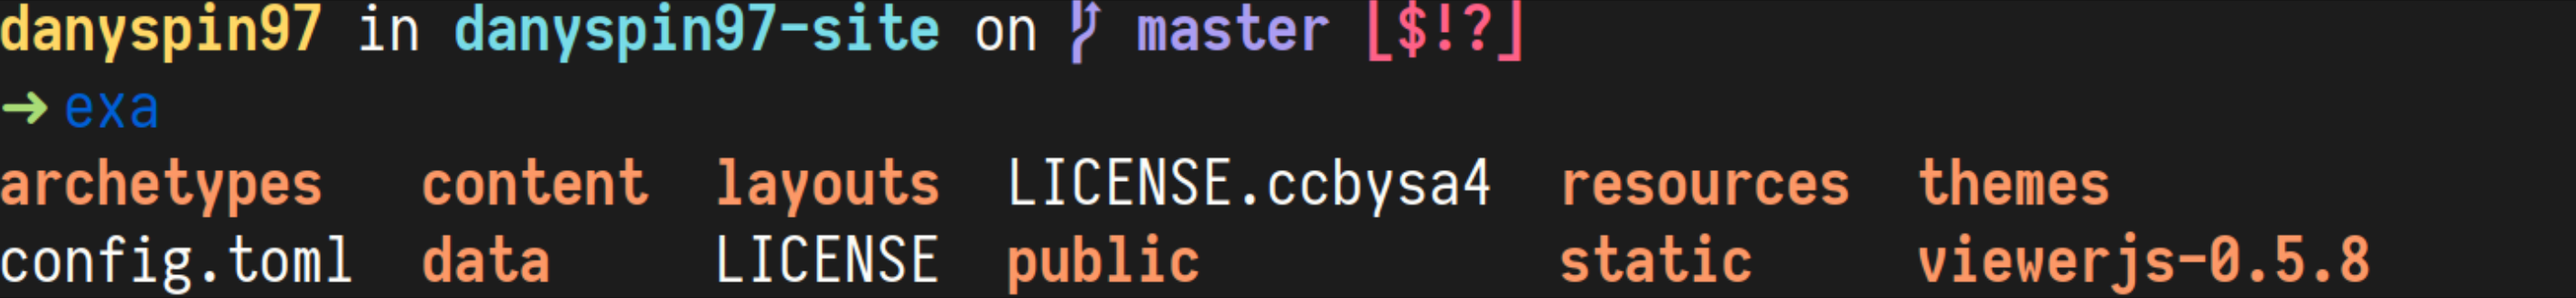 danyspin97 in danyspin97-site on master [$!?]
➜ exa
archetypes content layouts LICENSE.ccbysa4 resources themes
config.toml data LICENSE public static viewerjs-0.5.8